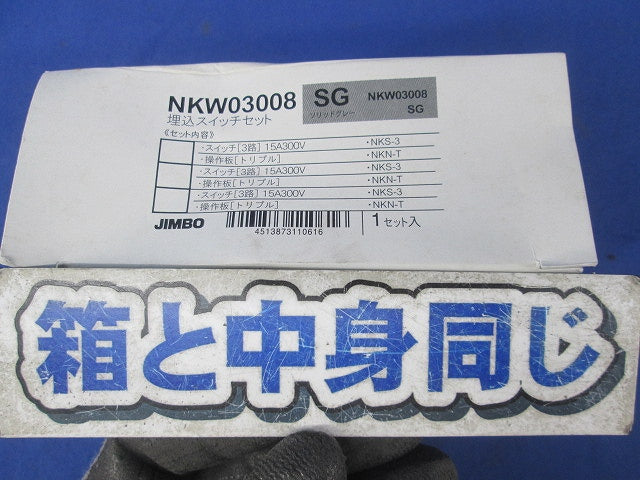 NKW03008 SG NKW03008
埋込スイッチセット ソリッドグレー SG
《セット内容》
・スイッチ[3路] 15A300V ・NKS-3
・操作板[トリプル] ・NKN-T
・スイッチ[3路] 15A300V ・NKS-3
・操作板[トリプル] ・NKN-T
・スイッチ[3路] 15A300V ・NKS-3
・操作板[トリプル] ・NKN-T
JIMBO 4513873110616 1セット入
箱と中身同じ